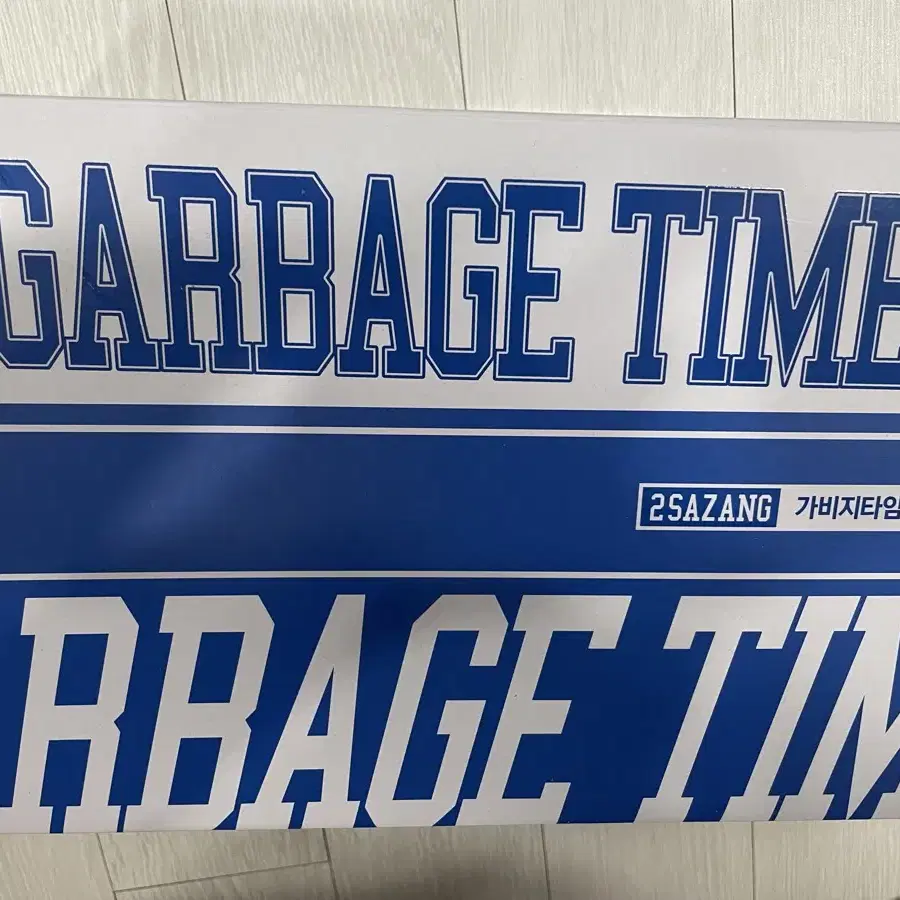 GARBAGE TIME
2SAZANG 가비지타임
RBAGE TIM